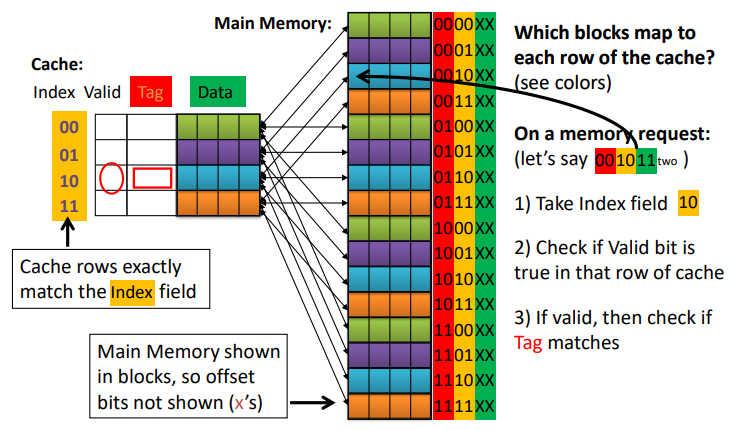 Main Memory:
Cache:
Index Valid Tag Data
00
01
10
11
Cache rows exactly
match the Index field
Main Memory shown
in blocks, so offset
bits not shown (x's)
0000XX
0001XX
0010XX
0011XX
0100XX
0101XX
0110XX
0111XX
1000XX
1001XX
1010XX
1011XX
1100XX
1101XX
1110XX
1111XX
Which blocks map to
each row of the cache?
(see colors)
On a memory request:
(let's say 001011two )
1) Take Index field 10
2) Check if Valid bit is
true in that row of cache
3) If valid, then check if
Tag matches